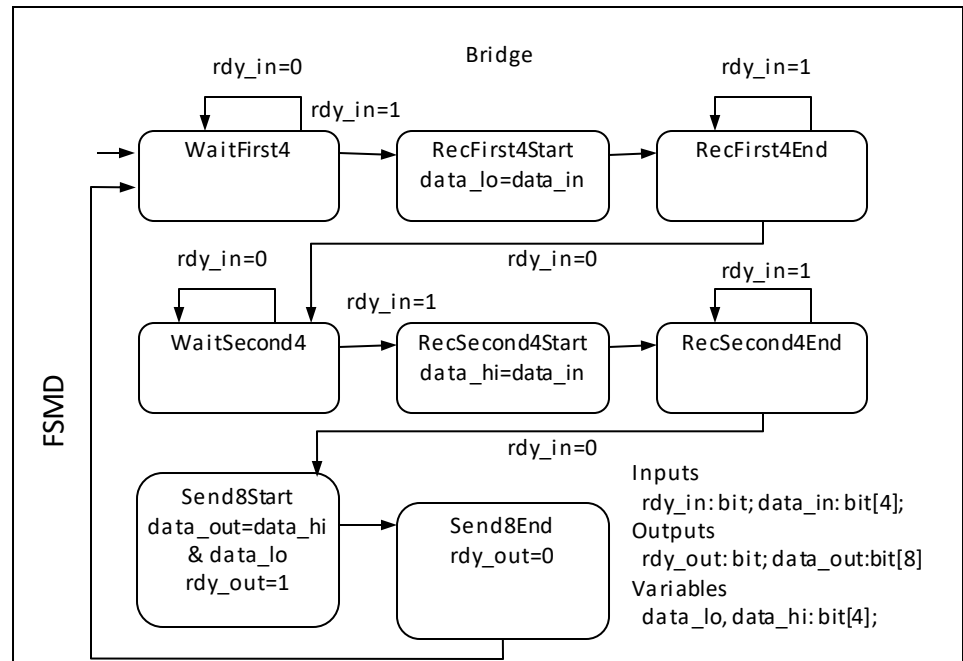 Bridge
rdy_in=0
rdy_in=1
rdy_in=1
WaitFirst4
RecFirst4Start
data_lo=data_in
RecFirst4End
rdy_in=0
rdy_in=0
rdy_in=1
rdy_in=1
WaitSecond4
RecSecond4Start
data_hi=data_in
RecSecond4End
FSMD
rdy_in=0
Send8Start
data_out=data_hi
& data_lo
rdy_out=1
Send8End
rdy_out=0
Inputs
rdy_in: bit; data_in: bit[4];
Outputs
rdy_out: bit; data_out:bit[8]
Variables
data_lo, data_hi: bit[4];